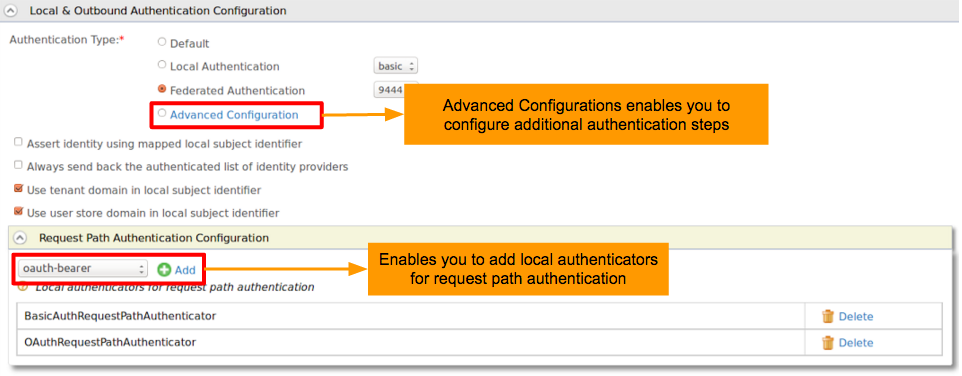 Local & Outbound Authentication Configuration
Authentication Type:*
Default
Local Authentication basic
Federated Authentication 9444
Advanced Configuration
Advanced Configurations enables you to
configure additional authentication steps
Assert identity using mapped local subject identifier
Always send back the authenticated list of identity providers
Use tenant domain in local subject identifier
Use user store domain in local subject identifier
Request Path Authentication Configuration
oauth-bearer Add
Enables you to add local authenticators
for request path authentication
Local authenticators for request path authentication
BasicAuthRequestPathAuthenticator Delete
OAuthRequestPathAuthenticator Delete